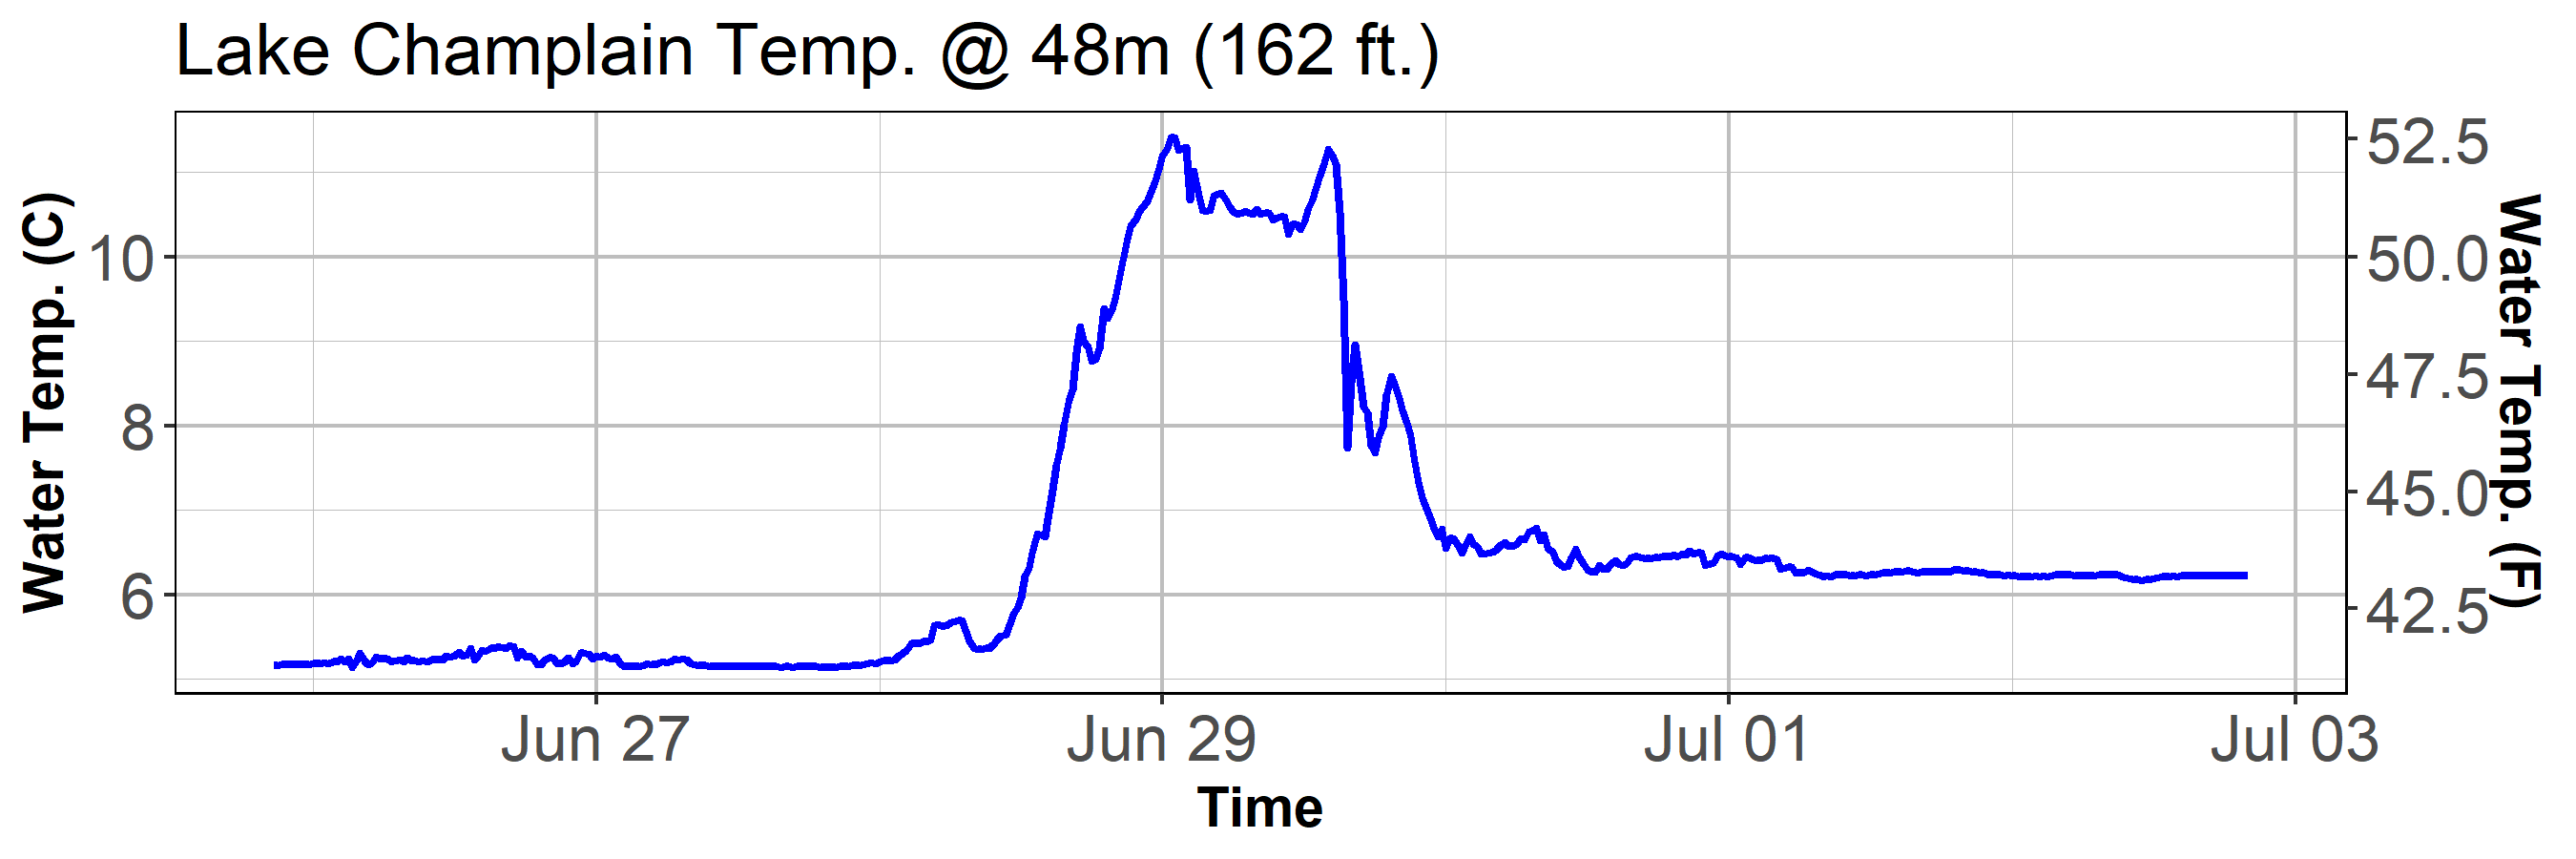 Lake Champlain Temp. @ 48m (162 ft.)
Water Temp. (C)
10
8
6
52.5
50.0
47.5
45.0
42.5
Water Temp. (F)
Jun 27
Jun 29
Jul 01
Jul 03
Time